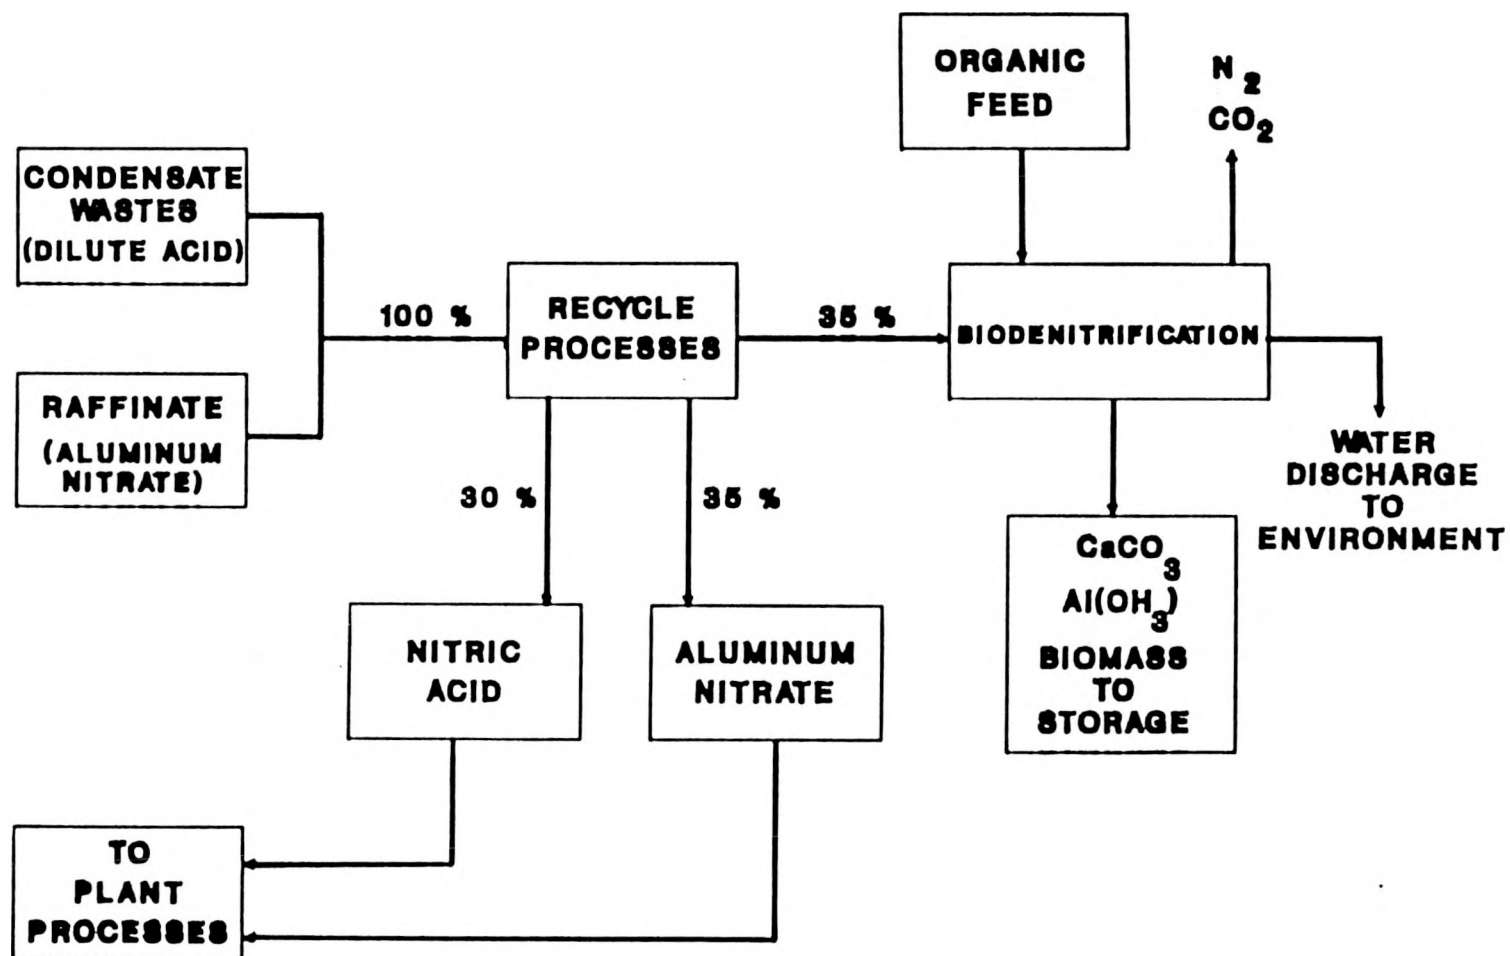 ORGANIC
FEED
N2
CO2
CONDENSATE
WASTES
(DILUTE ACID)
100 %
RECYCLE
PROCESSES
35 %
BIODENITRIFICATION
RAFFINATE
(ALUMINUM
NITRATE)
30 %
35 %
WATER
DISCHARGE
TO
ENVIRONMENT
CaCO3
Al(OH3)
BIOMASS
TO
STORAGE
NITRIC
ACID
ALUMINUM
NITRATE
TO
PLANT
PROCESSES